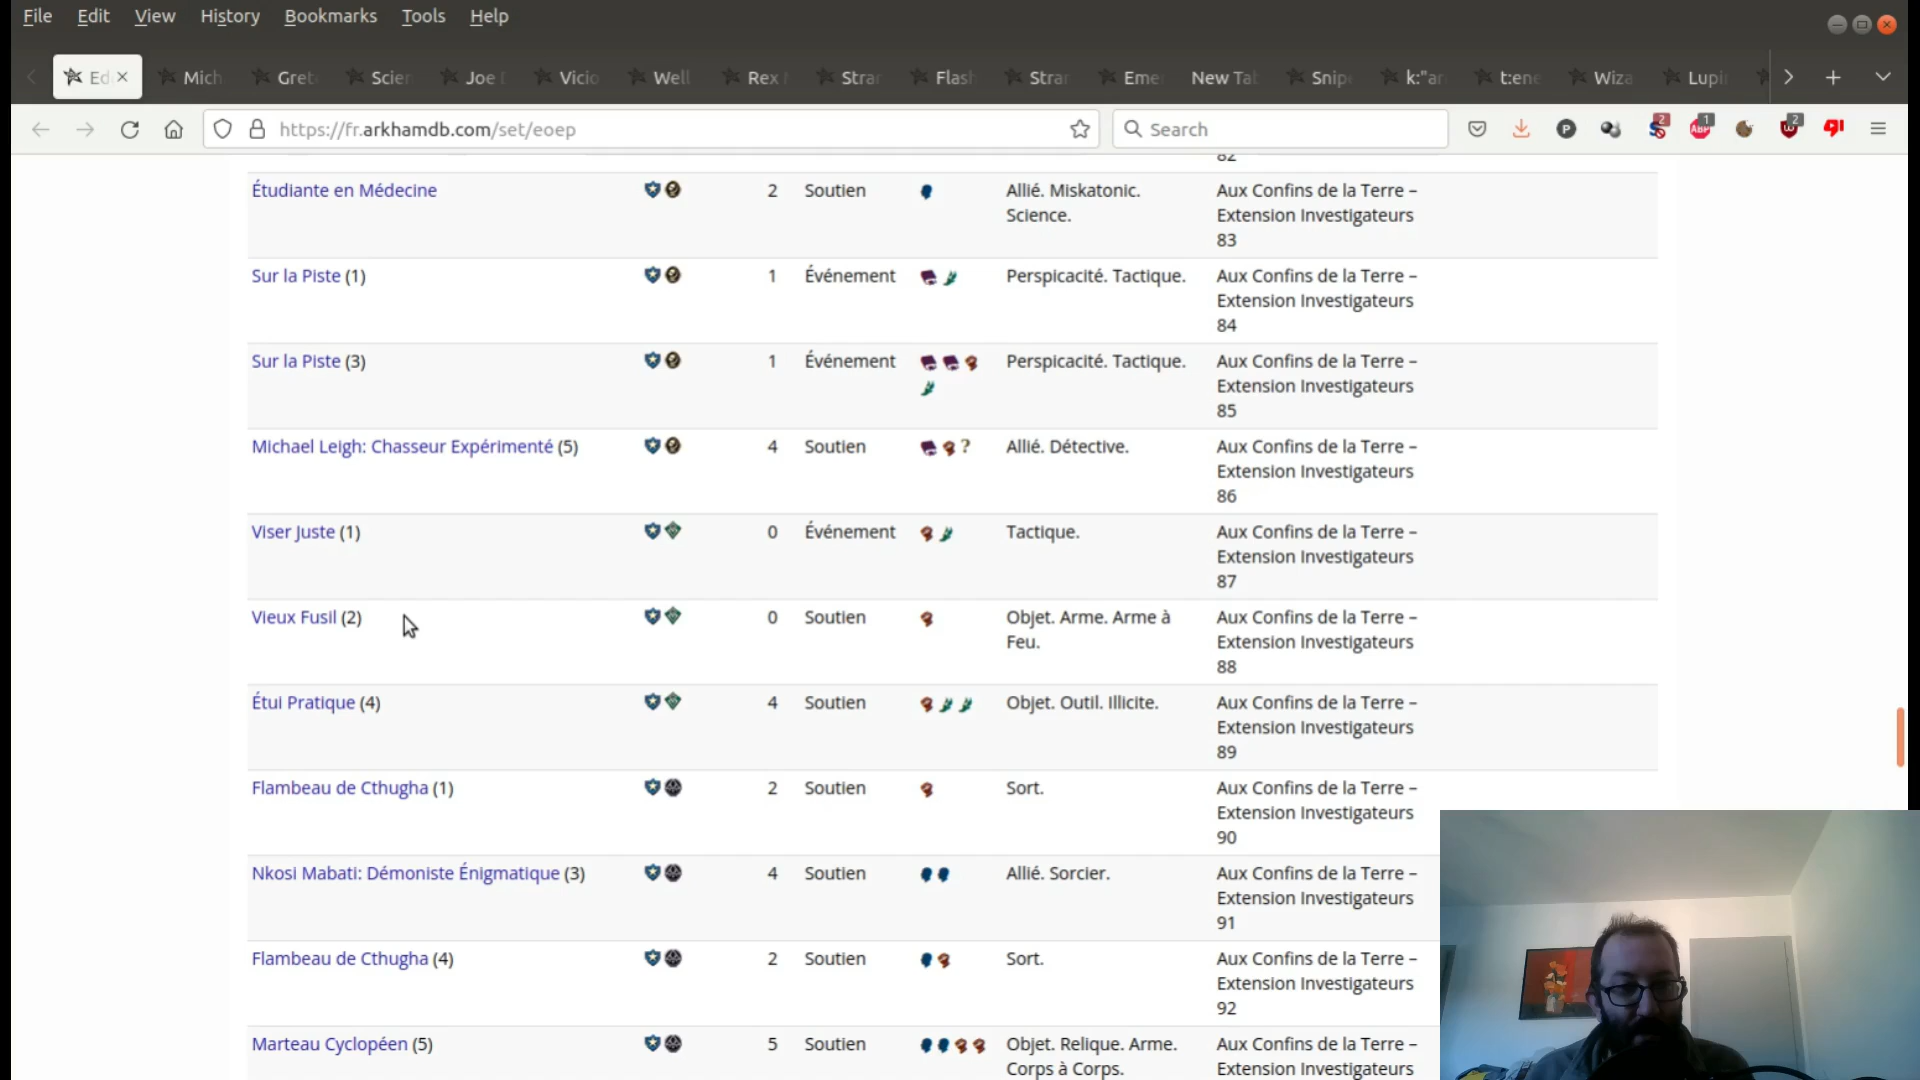 File Edit View History Bookmarks Tools Help
Ed Mich Gret Scien Joe Vicio Well Rex Stra Flash Stra Eme New Tab Snip k:"ar t:ene Wiza Lupi
https://fr.arkhamdb.com/set/eoep Search
2 1 2
ABP
82
Étudiante en Médecine 2 Soutien Allié. Miskatonic. Aux Confins de la Terre –
Science. Extension Investigateurs
83
Sur la Piste (1) 1 Événement Perspicacité. Tactique. Aux Confins de la Terre –
Extension Investigateurs
84
Sur la Piste (3) 1 Événement Perspicacité. Tactique. Aux Confins de la Terre –
Extension Investigateurs
85
Michael Leigh: Chasseur Expérimenté (5) 4 Soutien ? Allié. Détective. Aux Confins de la Terre –
Extension Investigateurs
86
Viser Juste (1) 0 Événement Tactique. Aux Confins de la Terre –
Extension Investigateurs
87
Vieux Fusil (2) 0 Soutien Objet. Arme. Arme à Aux Confins de la Terre –
Feu. Extension Investigateurs
88
Étui Pratique (4) 4 Soutien Objet. Outil. Illicite. Aux Confins de la Terre –
Extension Investigateurs
89
Flambeau de Cthugha (1) 2 Soutien Sort. Aux Confins de la Terre –
Extension Investigateurs
90
Nkosi Mabati: Démoniste Énigmatique (3) 4 Soutien Allié. Sorcier. Aux Confins de la Terre –
Extension Investigateurs
91
Flambeau de Cthugha (4) 2 Soutien Sort. Aux Confins de la Terre –
Extension Investigateurs
92
Marteau Cyclopéen (5) 5 Soutien Objet. Relique. Arme. Aux Confins de la Terre –
Corps à Corps. Extension Investigateurs